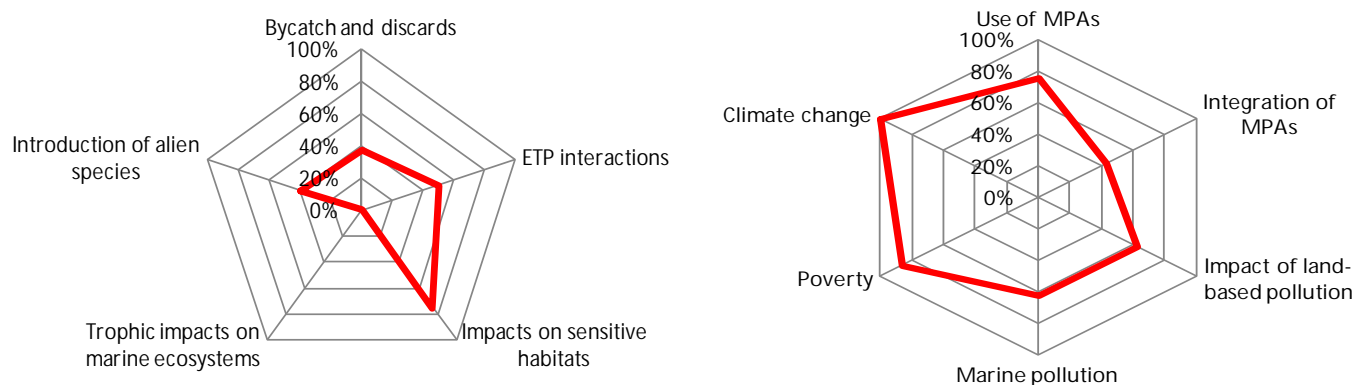 Bycatch and discards
100%
80%
60%
40%
20%
0%
ETP interactions
Impacts on sensitive
habitats
Trophic impacts on
marine ecosystems
Introduction of alien
species
Use of MPAs
100%
80%
60%
40%
20%
0%
Integration of
MPAs
Impact of land-
based pollution
Marine pollution
Poverty
Climate change